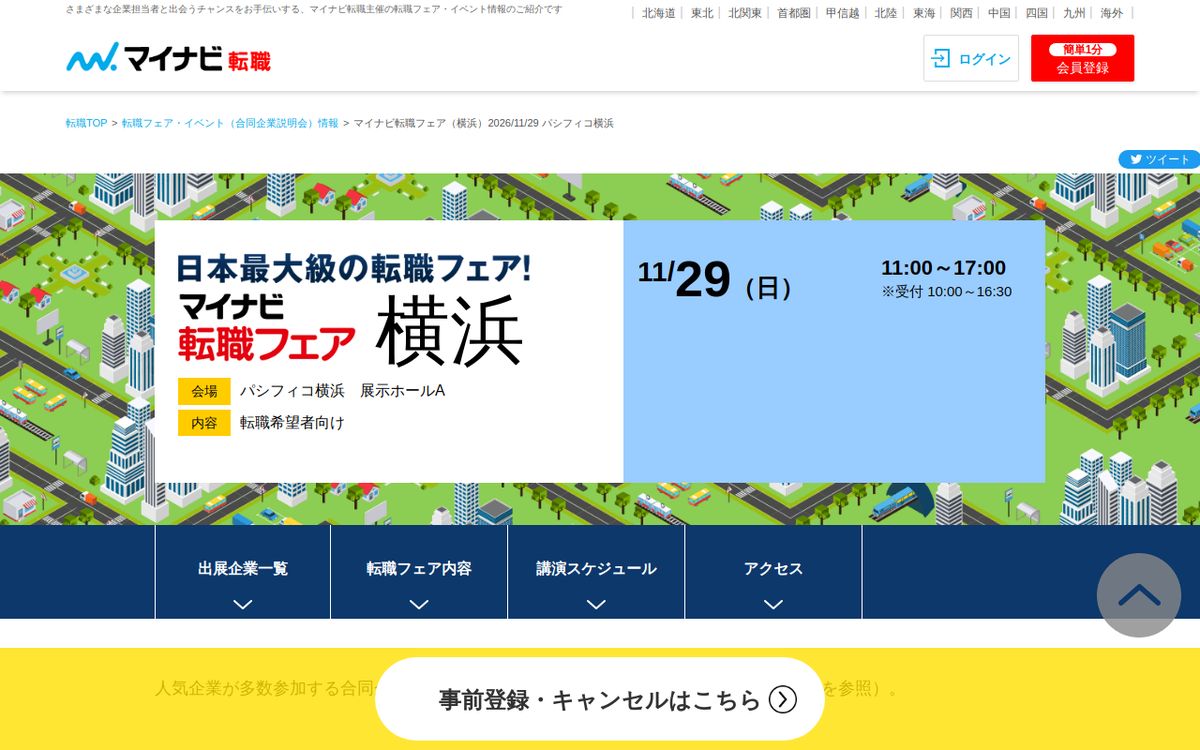 さまざまな企業担当者と出会うチャンスをお手伝いする、マイナビ転職主催の転職フェア・イベント情報のご紹介です
| 北海道 | 東北 | 北関東 | 首都圏 | 甲信越 | 北陸 | 東海 | 関西 | 中国 | 四国 | 九州 | 海外 |
マイナビ転職
ログイン
簡単1分
会員登録
転職TOP > 転職フェア・イベント（合同企業説明会）情報 > マイナビ転職フェア（横浜）2026/11/29 パシフィコ横浜
ツイート
日本最大級の転職フェア!
マイナビ
転職フェア 横浜
会場 パシフィコ横浜　展示ホールA
内容 転職希望者向け
11/29（日）
11:00～17:00
※受付 10:00～16:30
出展企業一覧 転職フェア内容 講演スケジュール アクセス
人気企業が多数参加する合同 を参照）。
事前登録・キャンセルはこちら